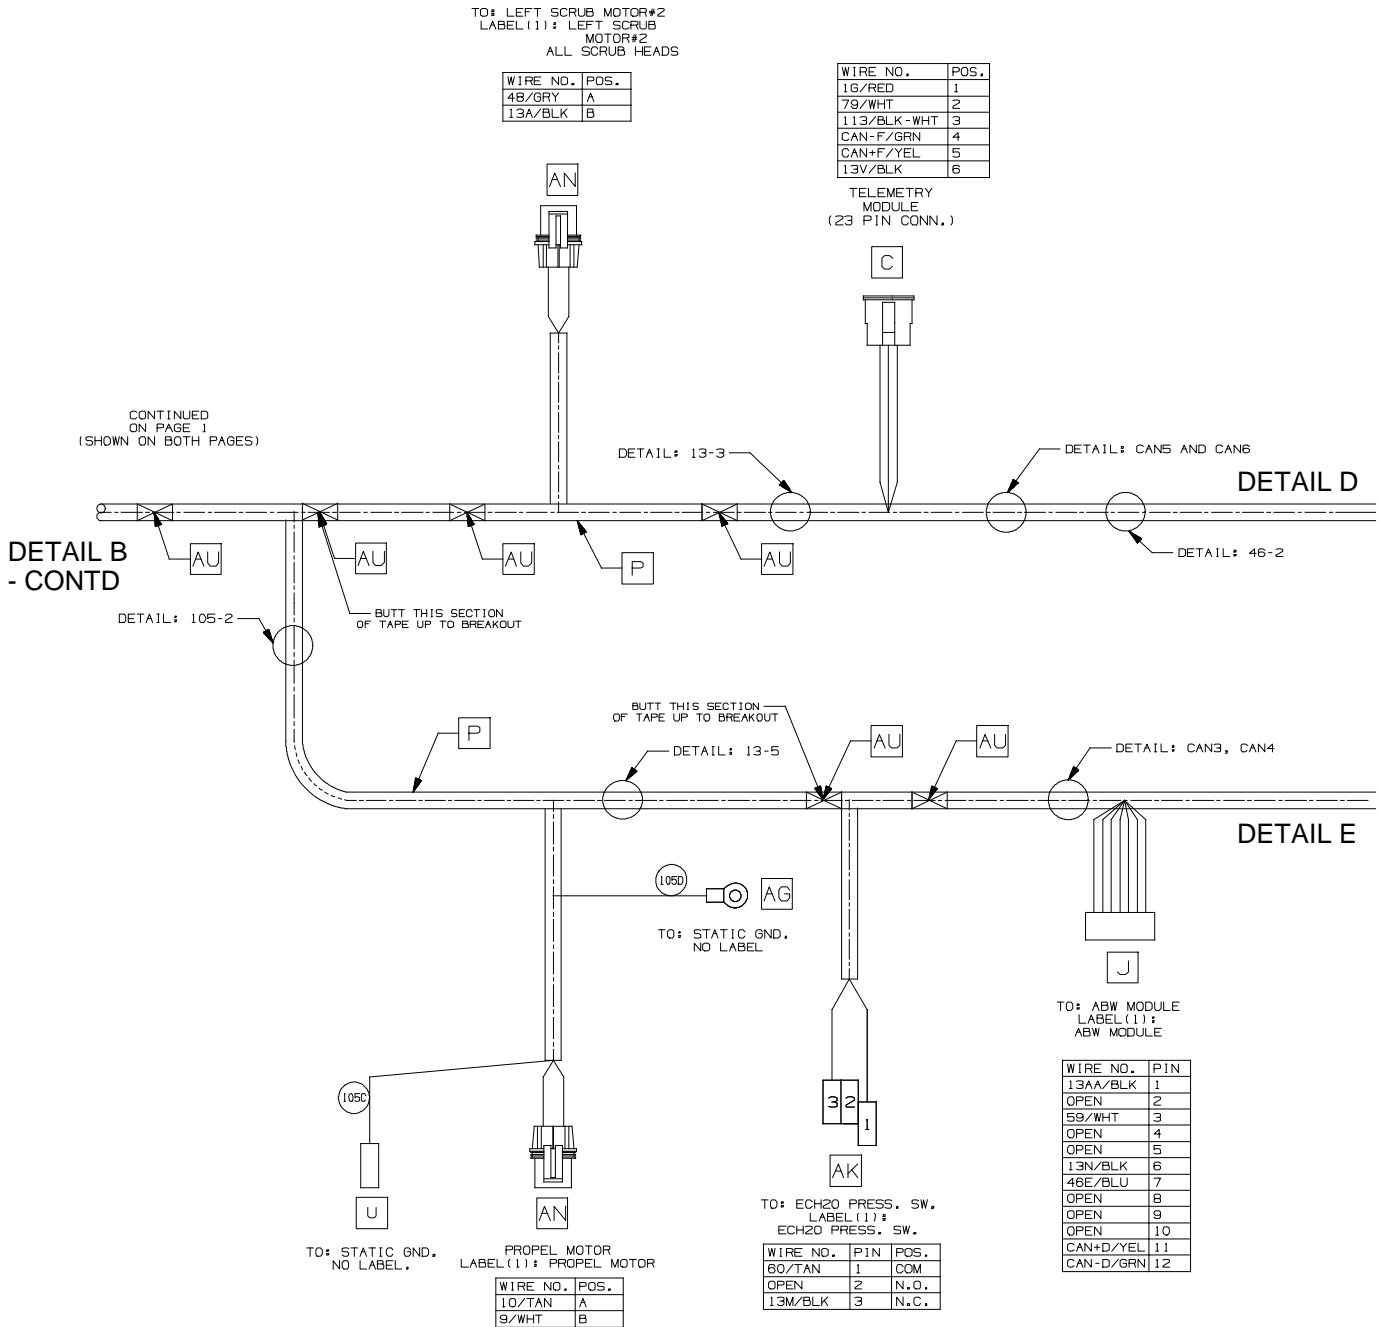 TO: LEFT SCRUB MOTOR#2
LABEL(1): LEFT SCRUB
MOTOR#2
ALL SCRUB HEADS
WIRE NO. POS.
4B/GRY A
13A/BLK B
AN
WIRE NO. POS.
1G/RED 1
79/WHT 2
113/BLK-WHT 3
CAN-F/GRN 4
CAN+F/YEL 5
13V/BLK 6
TELEMETRY
MODULE
(23 PIN CONN.)
C
CONTINUED
ON PAGE 1
(SHOWN ON BOTH PAGES)
DETAIL: 13-3
DETAIL: CAN5 AND CAN6
DETAIL D
DETAIL B
- CONTD
AU
AU
AU
P
AU
DETAIL: 46-2
DETAIL: 105-2
BUTT THIS SECTION
OF TAPE UP TO BREAKOUT
P
BUTT THIS SECTION
OF TAPE UP TO BREAKOUT
DETAIL: 13-5
AU
AU
DETAIL: CAN3, CAN4
DETAIL E
105D
AG
TO: STATIC GND.
NO LABEL
J
TO: ABW MODULE
LABEL(1):
ABW MODULE
WIRE NO. PIN
13AA/BLK 1
OPEN 2
59/WHT 3
OPEN 4
OPEN 5
13N/BLK 6
46E/BLU 7
OPEN 8
OPEN 9
OPEN 10
CAN+D/YEL 11
CAN-D/GRN 12
105C
U
TO: STATIC GND.
NO LABEL.
AN
PROPEL MOTOR
LABEL(1): PROPEL MOTOR
WIRE NO. POS.
10/TAN A
9/WHT B
3 2 1
AK
TO: ECH2O PRESS. SW.
LABEL(1):
ECH2O PRESS. SW.
WIRE NO. PIN POS.
60/TAN 1 COM
OPEN 2 N.O.
13M/BLK 3 N.C.